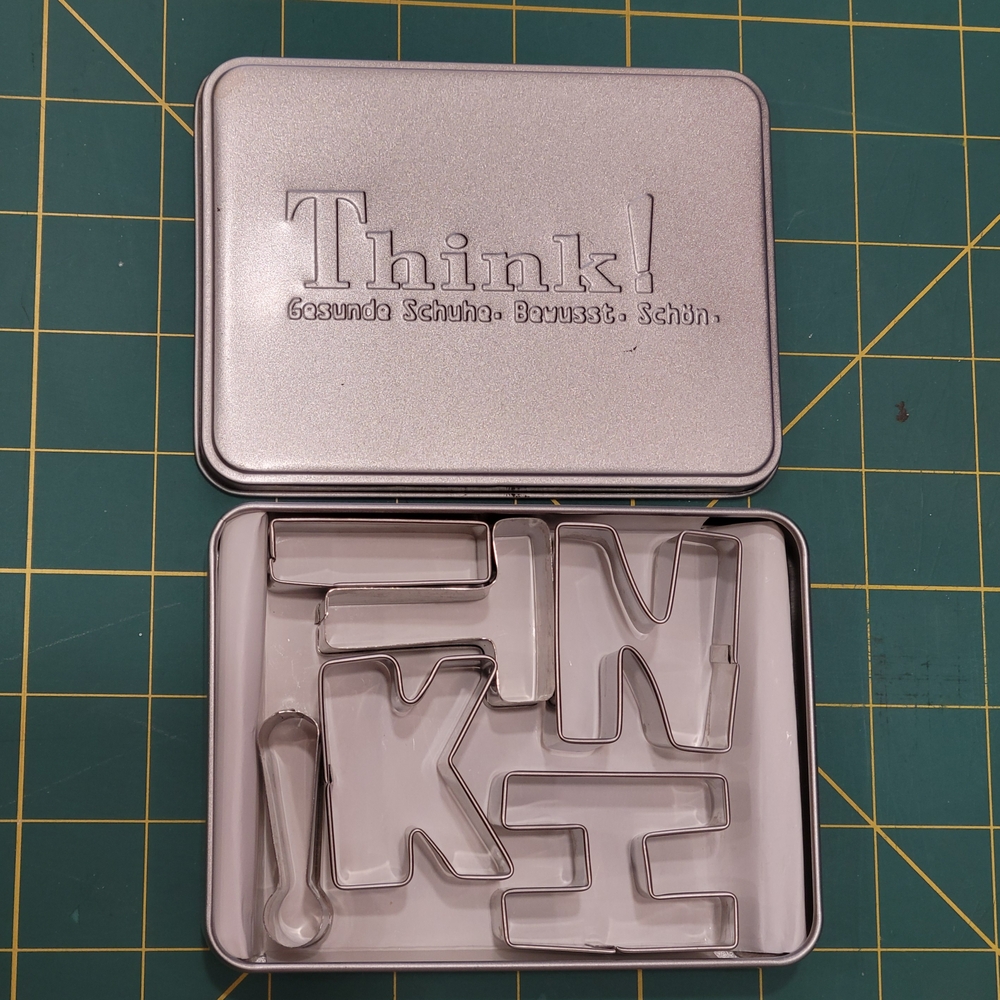 Think!
Gesunde Schuhe. Bewusst. Schön.
I T N
K
! H